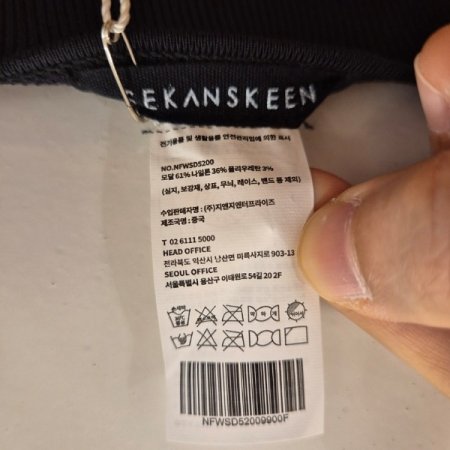 EEKANSKEEN
전기용품 및 생활용품 안전관리법에 의한 표시
NO.NFWSD5200
모달 61% 나일론 36% 폴리우레탄 3%
(심지, 보강재, 상표, 무늬, 레이스, 밴드 등 제외)
수입판매자명 : (주)지엔지엔터프라이즈
제조국명 : 중국
T 02 6111 5000
HEAD OFFICE
전라북도 익산시 낭산면 미륵사지로 903-13
SEOUL OFFICE
서울특별시 용산구 이태원로 54길 20 2F
NFWSD52009900F